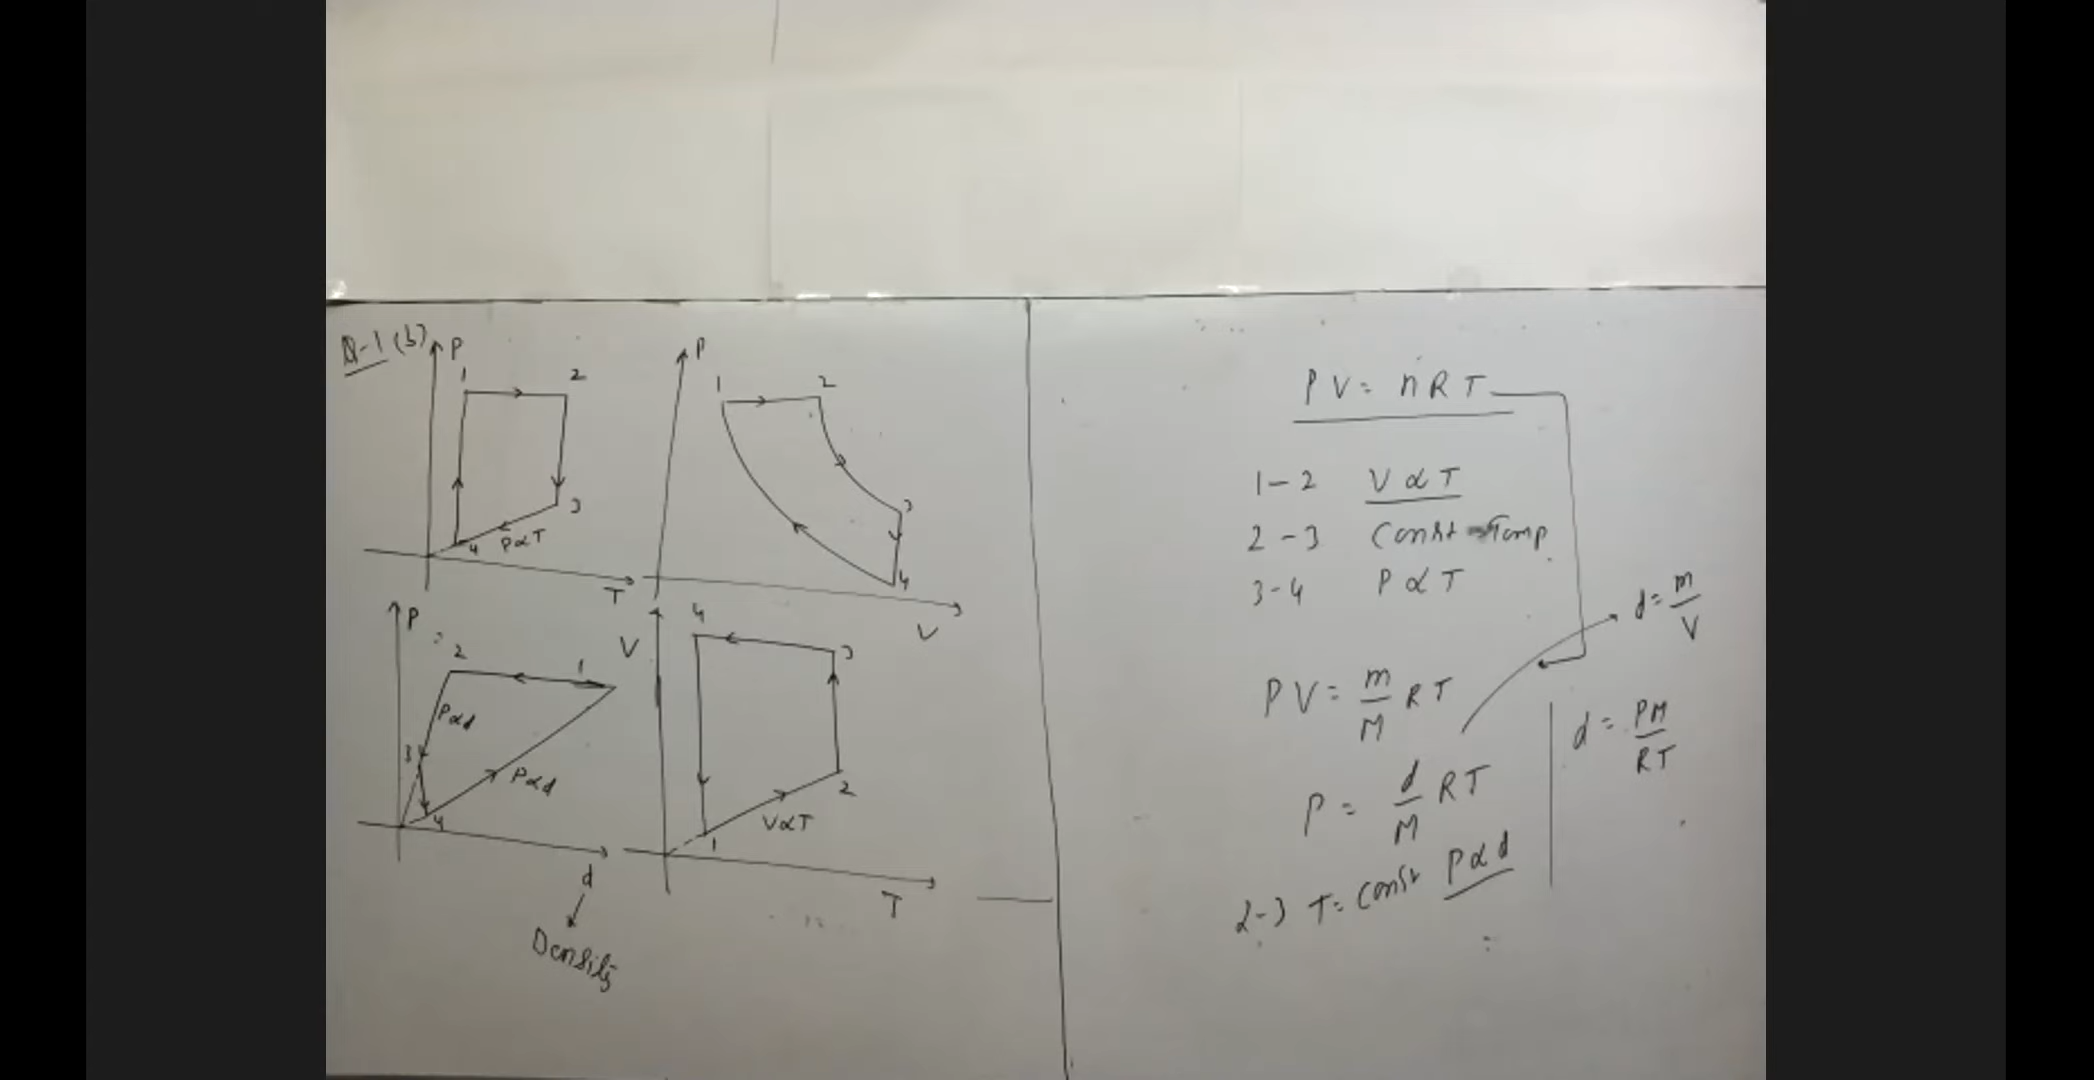 Q-1 (b)
P
1
2
3
4
P∝T
T
P
1
2
3
4
V
P
2
1
P∝d
3
P∝d
4
d
Density
V
4
3
2
V∝T
1
T
PV = nRT
1-2 V∝T
2-3 Const Temp
3-4 P∝T
d = m/V
PV = m/M RT
d = PM/RT
P = d/M RT
2-3 T = const P∝d